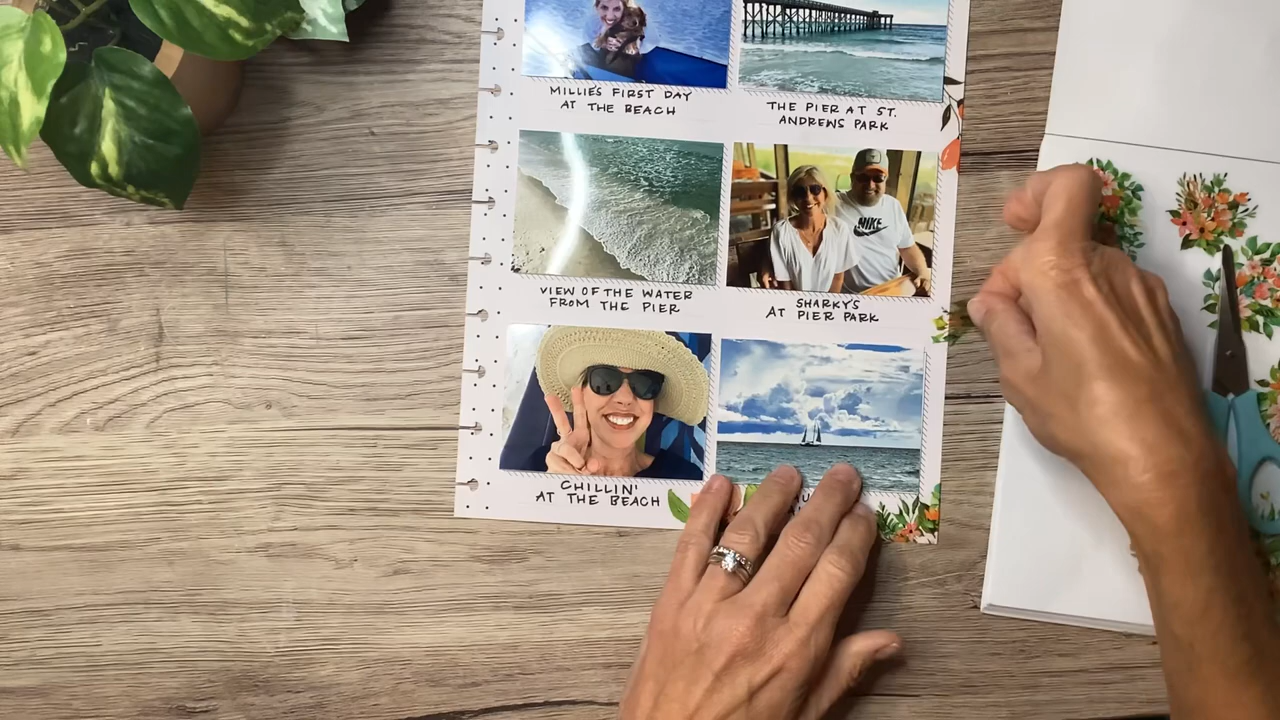 MILLIE'S FIRST DAY
AT THE BEACH
THE PIER AT ST.
ANDREWS PARK
VIEW OF THE WATER
FROM THE PIER
NIKE
SHARKY'S
AT PIER PARK
CHILLIN'
AT THE BEACH